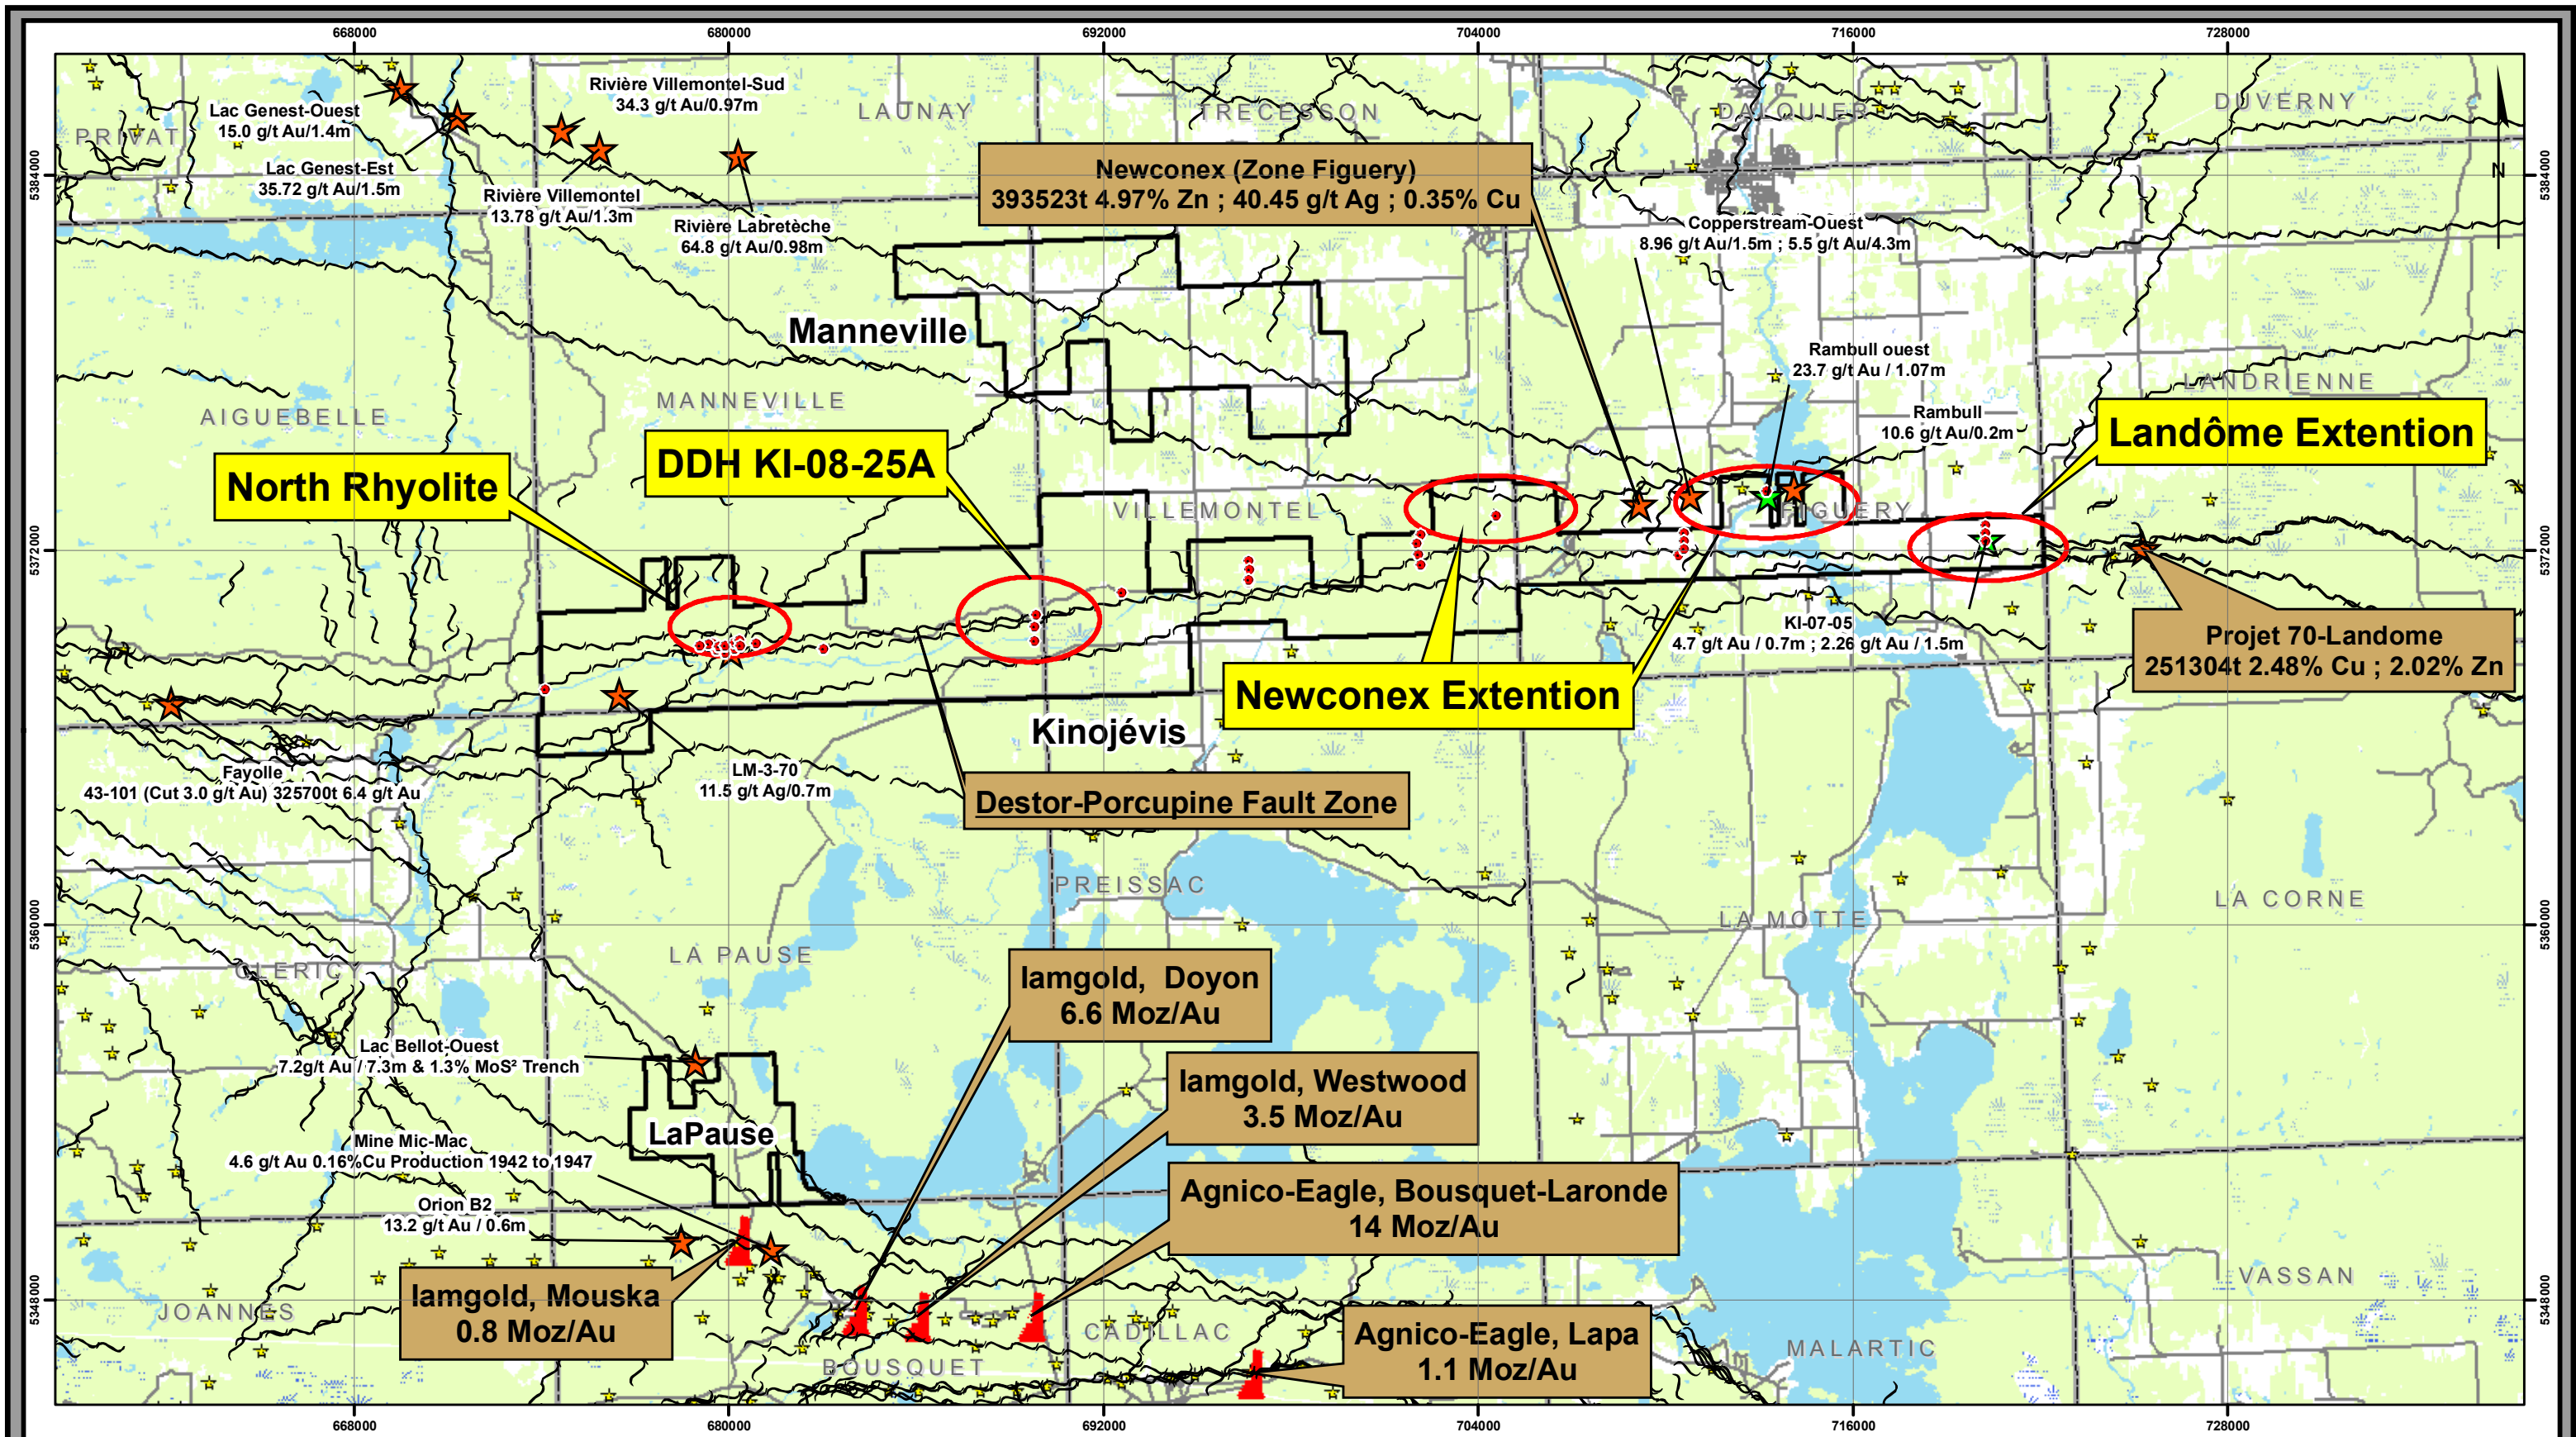 668000
680000
692000
704000
716000
728000
Rivière Villemontel-Sud
34.3 g/t Au/0.97m
LAUNAY
TRECESSON
DALQUIER
DUVERNY
Lac Genest-Ouest
15.0 g/t Au/1.4m
PRIVAT
N
Newconex (Zone Figuery)
393523t 4.97% Zn ; 40.45 g/t Ag ; 0.35% Cu
5384000
5384000
Lac Genest-Est
35.72 g/t Au/1.5m
Rivière Villemontel
13.78 g/t Au/1.3m
Rivière Labretèche
64.8 g/t Au/0.98m
Copperstream-Ouest
8.96 g/t Au/1.5m ; 5.5 g/t Au/4.3m
Manneville
Rambull ouest
23.7 g/t Au / 1.07m
LANDRIENNE
MANNEVILLE
AIGUEBELLE
Rambull
10.6 g/t Au/0.2m
Landôme Extention
DDH KI-08-25A
North Rhyolite
VILLEMONTEL
FIGUERY
5372000
5372000
KI-07-05
4.7 g/t Au / 0.7m ; 2.26 g/t Au / 1.5m
Projet 70-Landome
251304t 2.48% Cu ; 2.02% Zn
Newconex Extention
Kinojévis
Fayolle
43-101 (Cut 3.0 g/t Au) 325700t 6.4 g/t Au
LM-3-70
11.5 g/t Ag/0.7m
Destor-Porcupine Fault Zone
PREISSAC
LA CORNE
LA MOTTE
5360000
5360000
LA PAUSE
CLERICY
Iamgold, Doyon
6.6 Moz/Au
Lac Bellot-Ouest
7.2g/t Au / 7.3m & 1.3% MoS² Trench
Iamgold, Westwood
3.5 Moz/Au
LaPause
Mine Mic-Mac
4.6 g/t Au 0.16%Cu Production 1942 to 1947
Agnico-Eagle, Bousquet-Laronde
14 Moz/Au
Orion B2
13.2 g/t Au / 0.6m
VASSAN
Iamgold, Mouska
0.8 Moz/Au
JOANNES
5348000
5348000
CADILLAC
Agnico-Eagle, Lapa
1.1 Moz/Au
MALARTIC
BOUSQUET
668000
680000
692000
704000
716000
728000